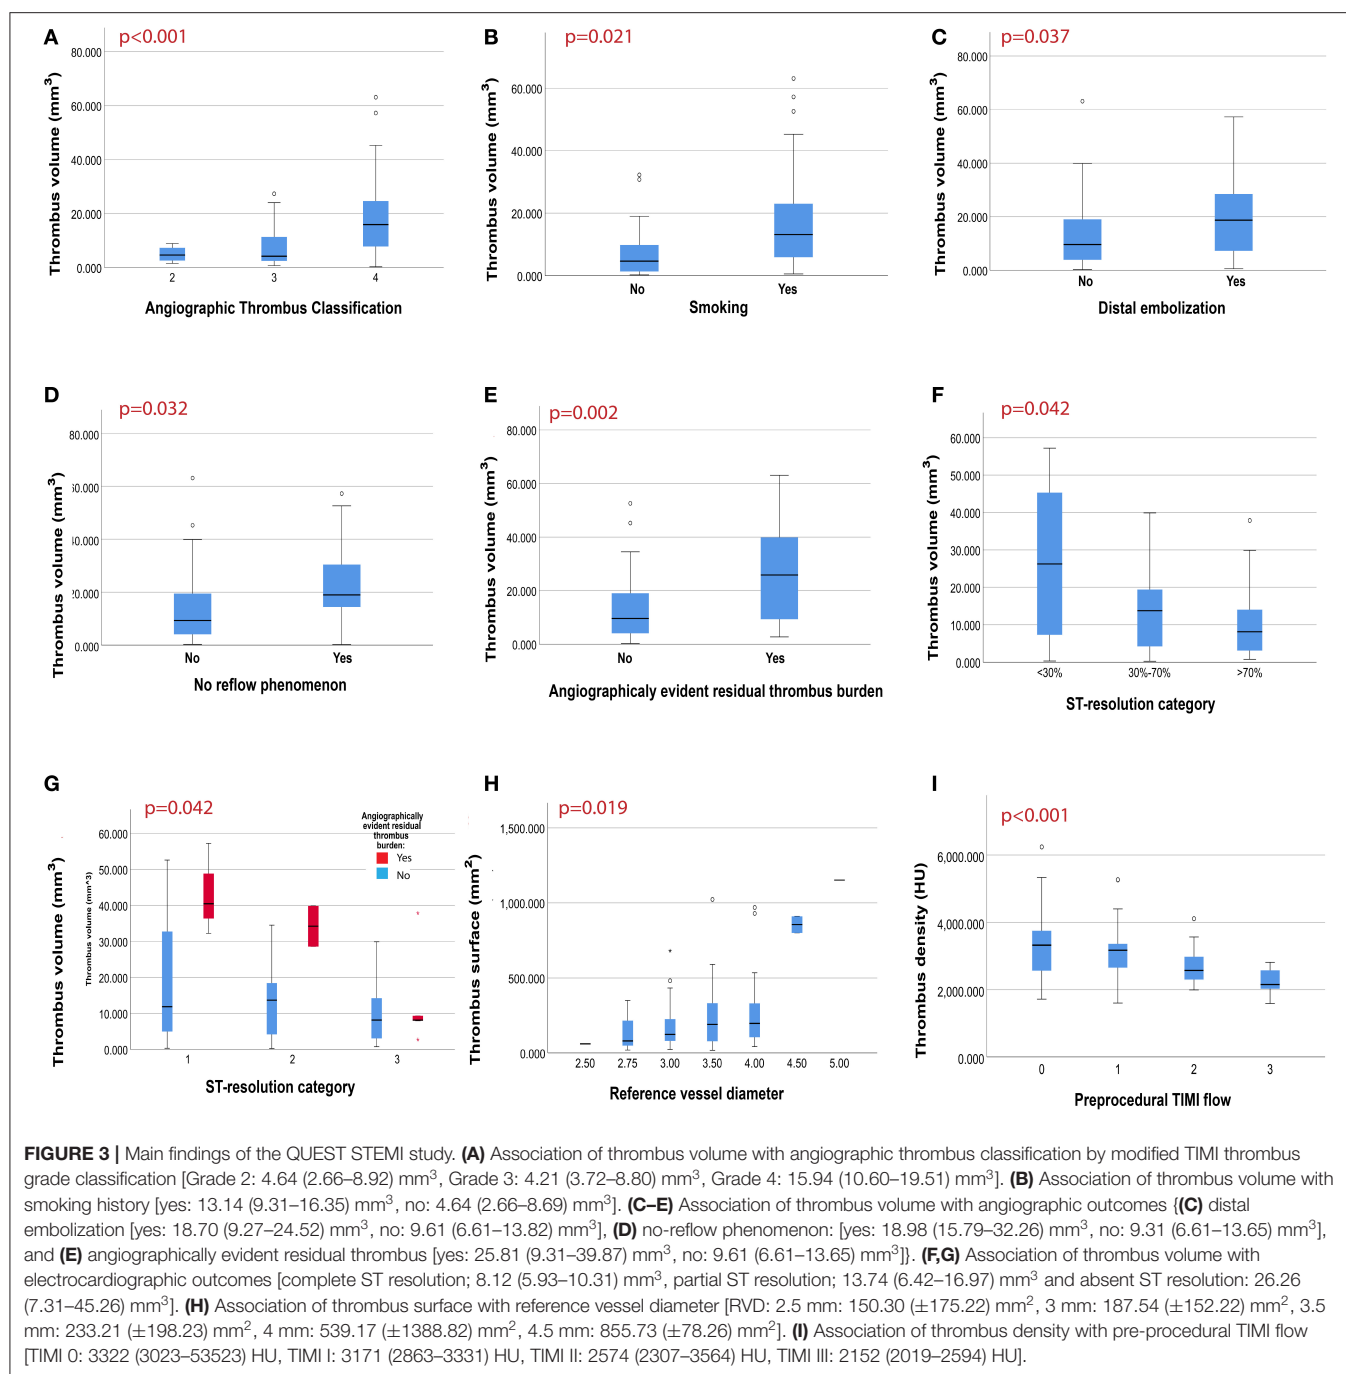 A
p<0.001
Thrombus volume (mm³)
80.000
60.000
40.000
20.000
0.000
2 3 4
Angiographic Thrombus Classification
B
p=0.021
Thrombus volume (mm³)
60.000
40.000
20.000
0.000
No Yes
Smoking
C
p=0.037
Thrombus volume (mm³)
80.000
60.000
40.000
20.000
0.000
No Yes
Distal embolization
D
p=0.032
Thrombus volume (mm³)
80.000
60.000
40.000
20.000
0.000
No Yes
No reflow phenomenon
E
p=0.002
Thrombus volume (mm³)
80.000
60.000
40.000
20.000
0.000
No Yes
Angiographicaly evident residual thrombus burden
F
p=0.042
Thrombus volume (mm³)
60.000
50.000
40.000
30.000
20.000
10.000
0.000
<30% 30%-70% >70%
ST-resolution category
G
p=0.042
Thrombus volume (mm³)
Thrombus volume (mm^3)
60.000
50.000
40.000
30.000
20.000
10.000
0.000
Angiographically
evident residual
thrombus
burden:
Yes
No
1 2 3
ST-resolution category
H
p=0.019
Thrombus surface (mm²)
1,500.000
1,000.000
500.000
0.000
2.50 2.75 3.00 3.50 4.00 4.50 5.00
Reference vessel diameter
I
p<0.001
Thrombus density (HU)
6,000.000
4,000.000
2,000.000
0.000
0 1 2 3
Preprocedural TIMI flow
FIGURE 3 | Main findings of the QUEST STEMI study. (A) Association of thrombus volume with angiographic thrombus classification by modified TIMI thrombus
grade classification [Grade 2: 4.64 (2.66–8.92) mm³, Grade 3: 4.21 (3.72–8.80) mm³, Grade 4: 15.94 (10.60–19.51) mm³]. (B) Association of thrombus volume with
smoking history [yes: 13.14 (9.31–16.35) mm³, no: 4.64 (2.66–8.69) mm³]. (C–E) Association of thrombus volume with angiographic outcomes {(C) distal
embolization [yes: 18.70 (9.27–24.52) mm³, no: 9.61 (6.61–13.82) mm³], (D) no-reflow phenomenon: [yes: 18.98 (15.79–32.26) mm³, no: 9.31 (6.61–13.65) mm³],
and (E) angiographically evident residual thrombus [yes: 25.81 (9.31–39.87) mm³, no: 9.61 (6.61–13.65) mm³]}. (F,G) Association of thrombus volume with
electrocardiographic outcomes [complete ST resolution; 8.12 (5.93–10.31) mm³, partial ST resolution; 13.74 (6.42–16.97) mm³ and absent ST resolution: 26.26
(7.31–45.26) mm³]. (H) Association of thrombus surface with reference vessel diameter [RVD: 2.5 mm: 150.30 (±175.22) mm², 3 mm: 187.54 (±152.22) mm², 3.5
mm: 233.21 (±198.23) mm², 4 mm: 539.17 (±1388.82) mm², 4.5 mm: 855.73 (±78.26) mm²]. (I) Association of thrombus density with pre-procedural TIMI flow
[TIMI 0: 3322 (3023–53523) HU, TIMI I: 3171 (2863–3331) HU, TIMI II: 2574 (2307–3564) HU, TIMI III: 2152 (2019–2594) HU].